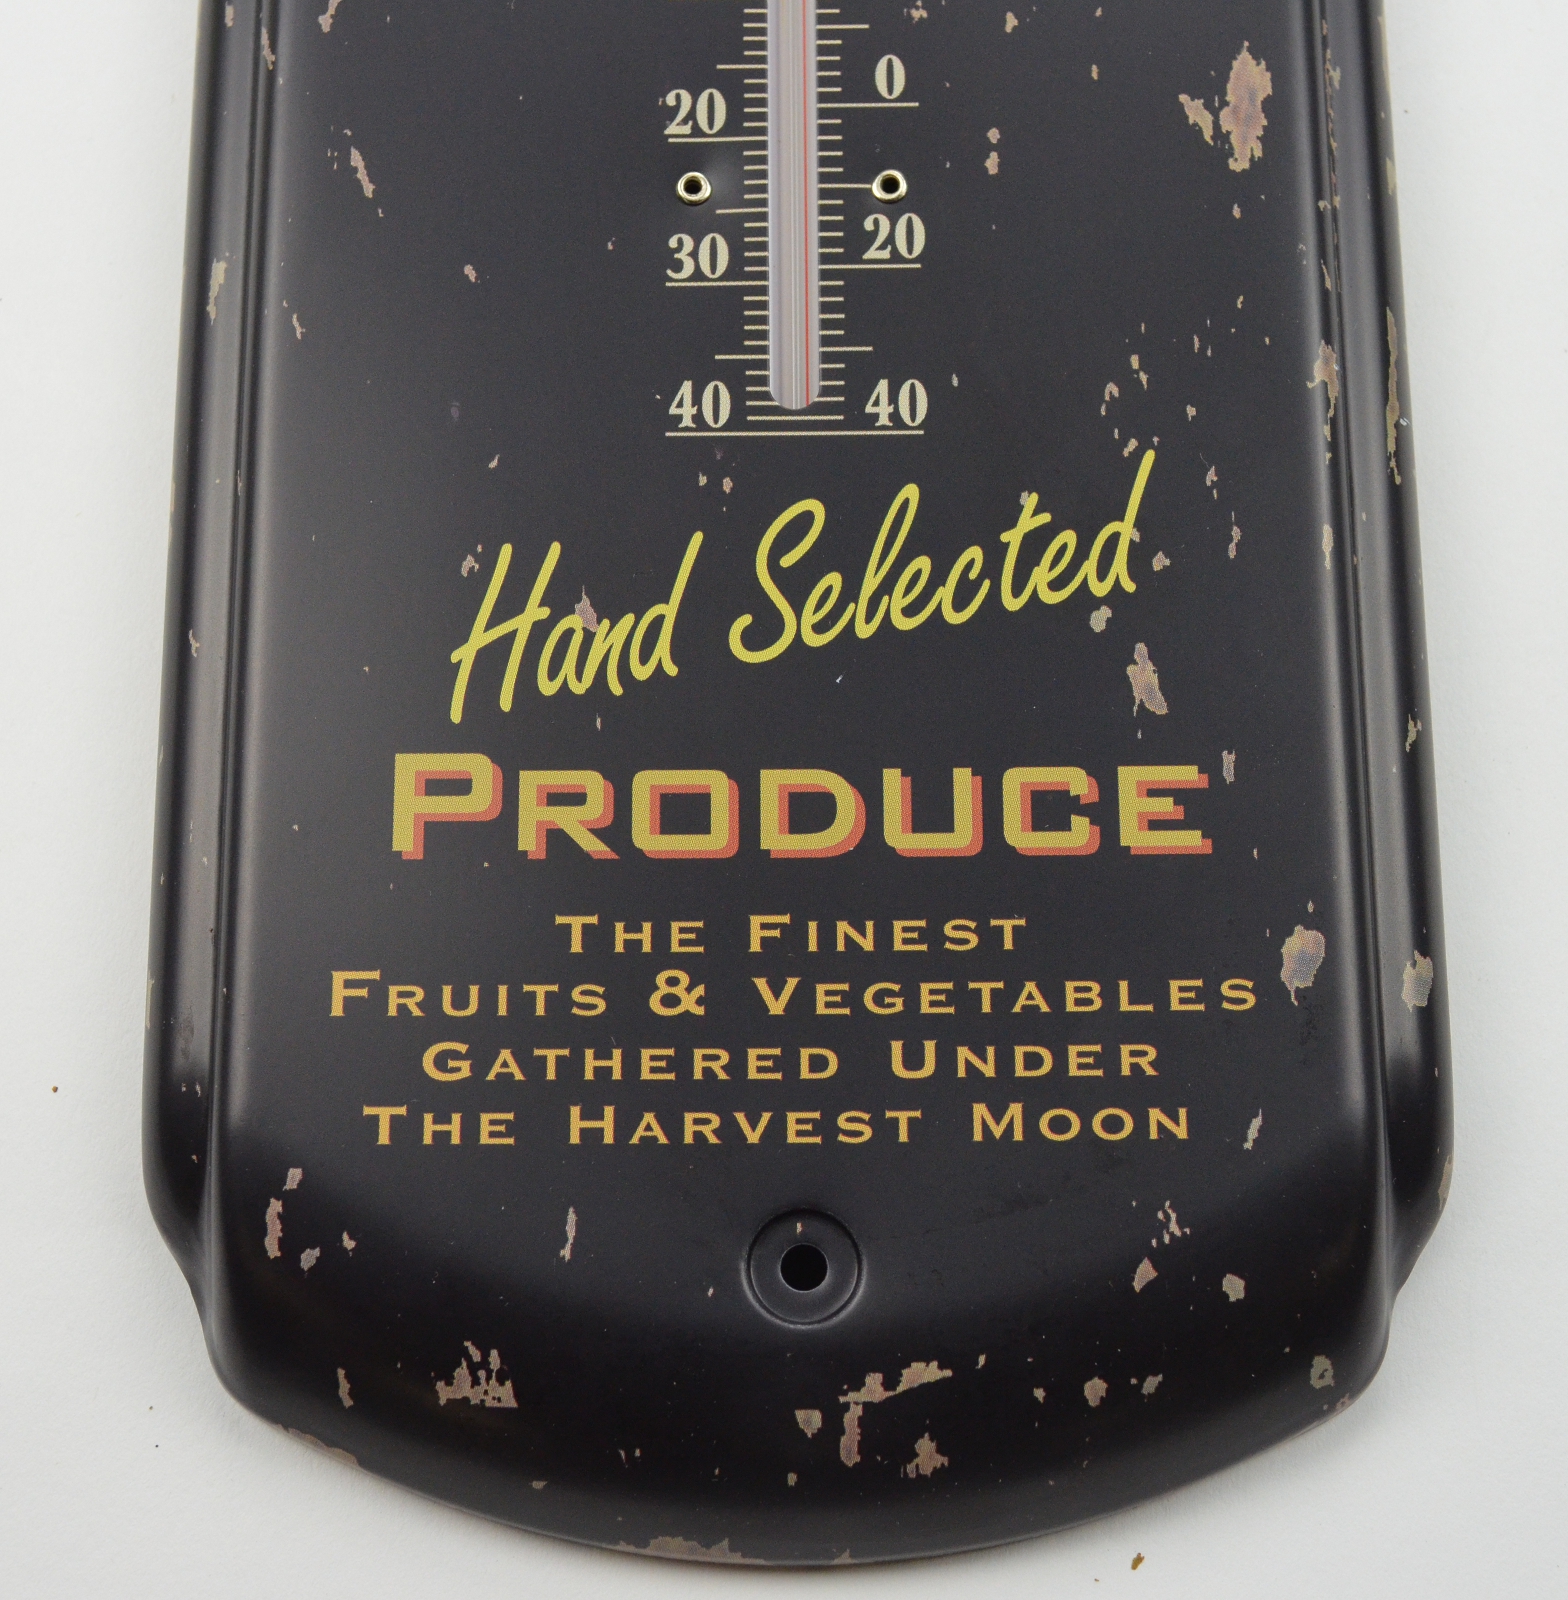 0
20
20
30
40 40
Hand Selected
PRODUCE
THE FINEST
FRUITS & VEGETABLES
GATHERED UNDER
THE HARVEST MOON